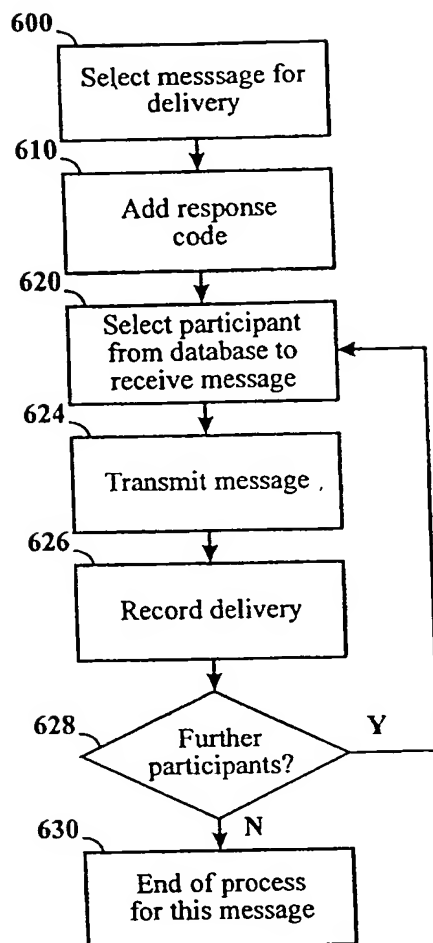 600
Select messsage for
delivery
610
Add response
code
620
Select participant
from database to
receive message
624
Transmit message
626
Record delivery
628
Further
participants?
Y
N
630
End of process
for this message